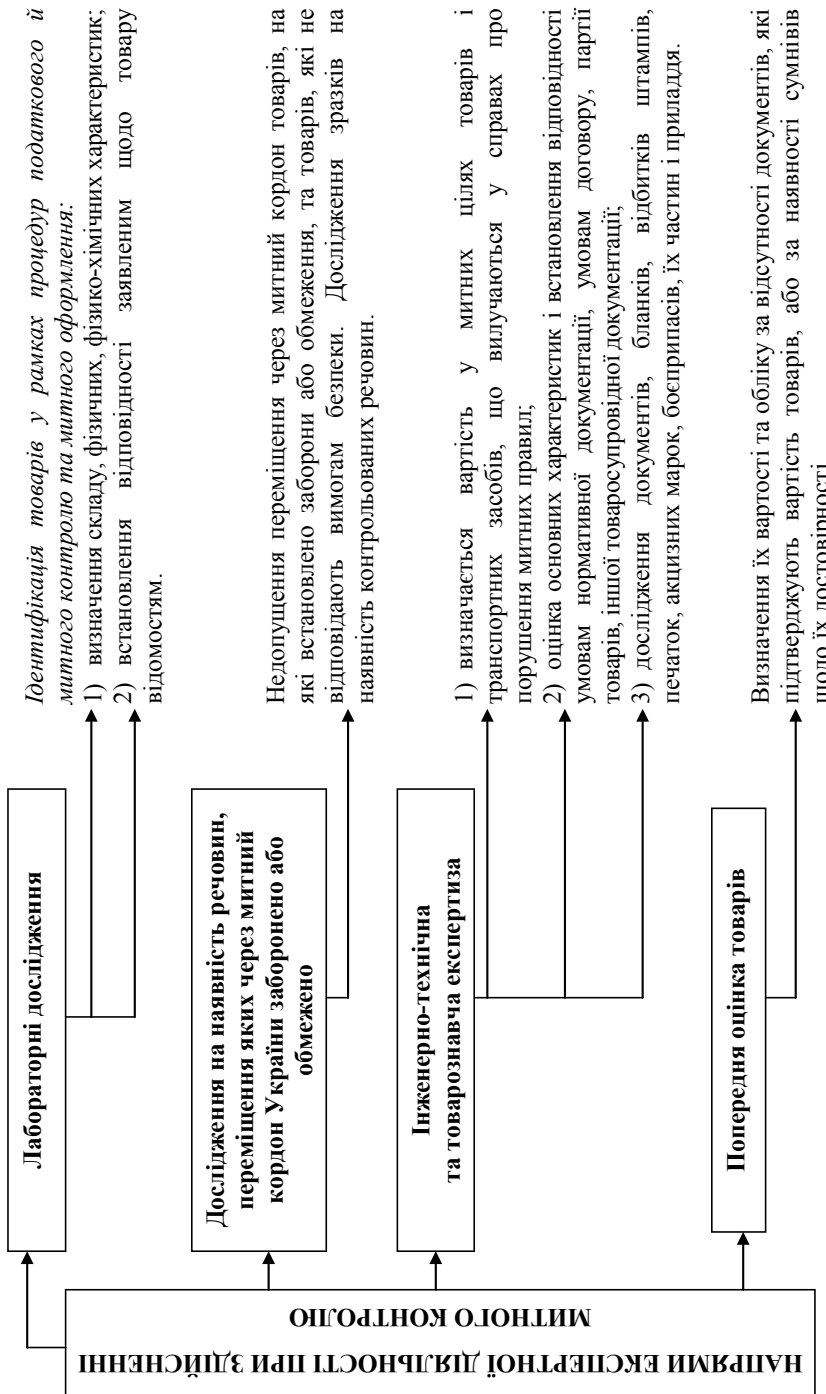 НАПРЯМИ ЕКСПЕРТНОЇ ДІЯЛЬНОСТІ ПРИ ЗДІЙСНЕННІ
МИТНОГО КОНТРОЛЮ
Лабораторні дослідження
Ідентифікація товарів у рамках процедур податкового й
митного контролю та митного оформлення:
1) визначення складу, фізичних, фізико-хімічних характеристик;
2) встановлення відповідності заявленим щодо товару
відомостям.
Дослідження на наявність речовин,
переміщення яких через митний
кордон України заборонено або
обмежено
Недопущення переміщення через митний кордон товарів, на
які встановлено заборони або обмеження, та товарів, які не
відповідають вимогам безпеки. Дослідження зразків на
наявність контрольованих речовин.
Інженерно-технічна
та товарознавча експертиза
1) визначається вартість у митних цілях товарів і
транспортних засобів, що вилучаються у справах про
порушення митних правил;
2) оцінка основних характеристик і встановлення відповідності
умовам нормативної документації, умовам договору, партії
товарів, іншої товаросупровідної документації;
3) дослідження документів, бланків, відбитків штампів,
печаток, акцизних марок, боєприпасів, їх частин і приладдя.
Попередня оцінка товарів
Визначення їх вартості та обліку за відсутності документів, які
підтверджують вартість товарів, або за наявності сумнівів
щодо їх достовірності